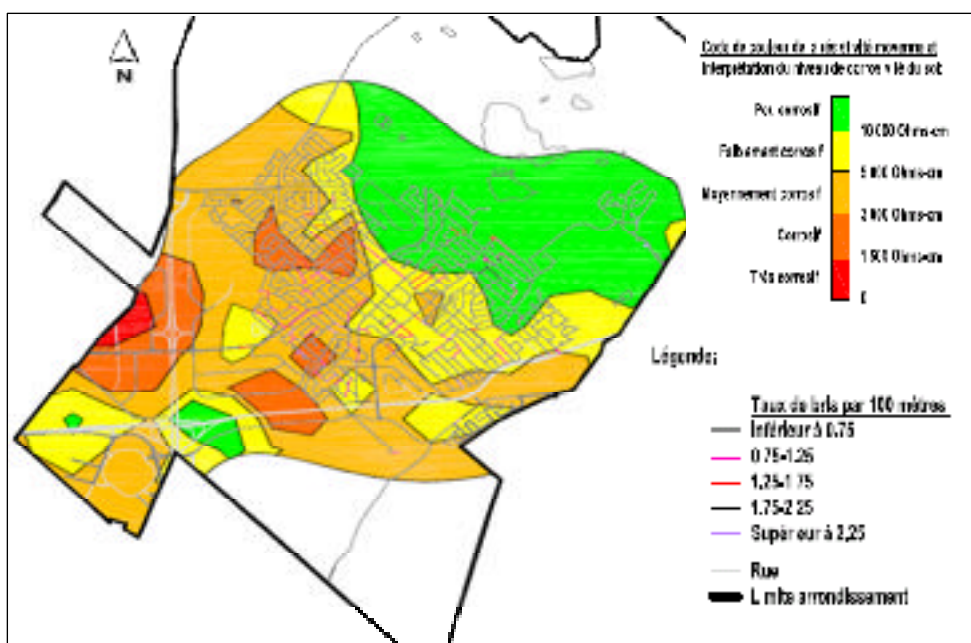 N
Code de couleur de la résistivité moyenne et
Interprétation du niveau de corrosivité du sol:
Peu corrosif
10 000 Ohms-cm
Faiblement corrosif
5 000 Ohms-cm
Moyennement corrosif
2 000 Ohms-cm
Corrosif
1 500 Ohms-cm
Très corrosif
0
Légende:
Taux de bris par 100 mètres
Inférieur à 0.75
0.75-1.25
1,25-1.75
1.75-2.25
Supérieur à 2,25
Rue
Limite arrondissement